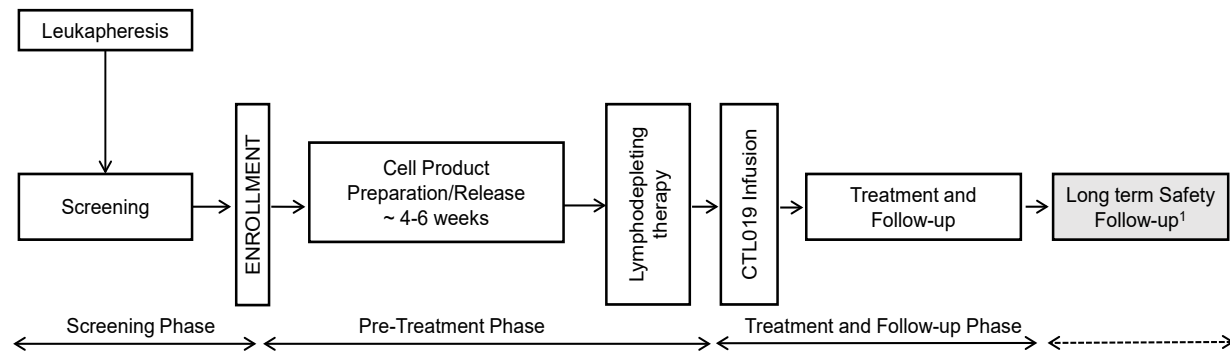 Leukapheresis
Screening
ENROLLMENT
Cell Product
Preparation/Release
~ 4-6 weeks
Lymphodepleting
therapy
CTL019 Infusion
Treatment and
Follow-up
Long term Safety
Follow-up¹
Screening Phase
Pre-Treatment Phase
Treatment and Follow-up Phase